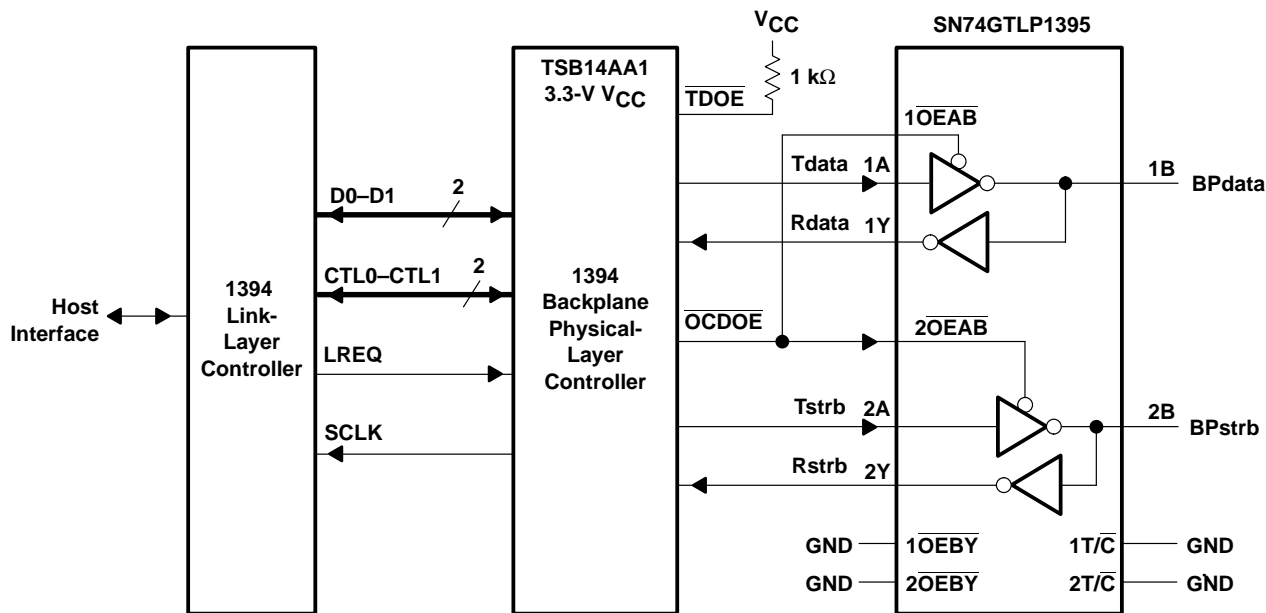 VCC
SN74GTLP1395
TSB14AA1
3.3-V VCC
TDOE
1 kΩ
1OEAB
Tdata 1A
1B BPdata
D0–D1
2
Rdata 1Y
CTL0–CTL1
2
Host
Interface
1394
Link-
Layer
Controller
1394
Backplane
Physical-
Layer
Controller
OCDOE
2OEAB
LREQ
Tstrb 2A
2B BPstrb
SCLK
Rstrb 2Y
GND 1OEBY 1T/C GND
GND 2OEBY 2T/C GND